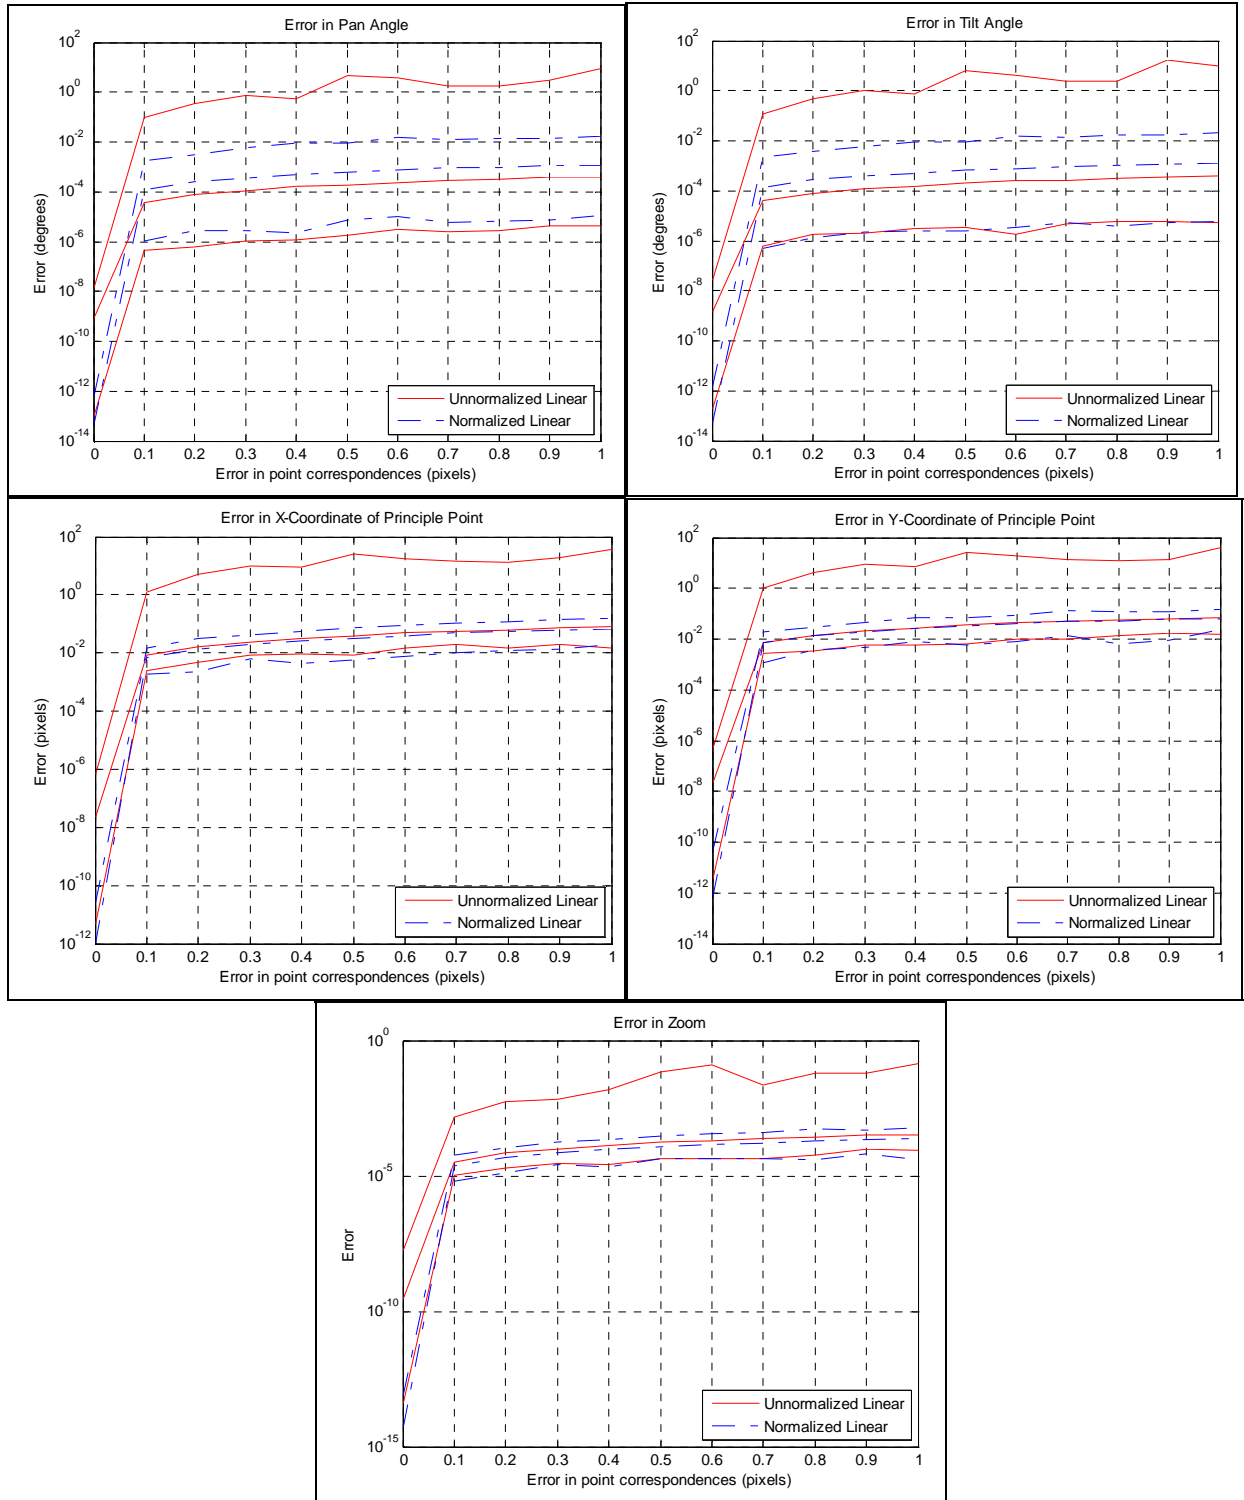 Error in Pan Angle
10^2
10^0
10^-2
10^-4
10^-6
10^-8
10^-10
10^-12
10^-14
Error (degrees)
Unnormalized Linear
Normalized Linear
0 0.1 0.2 0.3 0.4 0.5 0.6 0.7 0.8 0.9 1
Error in point correspondences (pixels)
Error in Tilt Angle
10^2
10^0
10^-2
10^-4
10^-6
10^-8
10^-10
10^-12
10^-14
Error (degrees)
Unnormalized Linear
Normalized Linear
0 0.1 0.2 0.3 0.4 0.5 0.6 0.7 0.8 0.9 1
Error in point correspondences (pixels)
Error in X-Coordinate of Principle Point
10^2
10^0
10^-2
10^-4
10^-6
10^-8
10^-10
10^-12
Error (pixels)
Unnormalized Linear
Normalized Linear
0 0.1 0.2 0.3 0.4 0.5 0.6 0.7 0.8 0.9 1
Error in point correspondences (pixels)
Error in Y-Coordinate of Principle Point
10^2
10^0
10^-2
10^-4
10^-6
10^-8
10^-10
10^-12
10^-14
Error (pixels)
Unnormalized Linear
Normalized Linear
0 0.1 0.2 0.3 0.4 0.5 0.6 0.7 0.8 0.9 1
Error in point correspondences (pixels)
Error in Zoom
10^0
10^-5
10^-10
10^-15
Error
Unnormalized Linear
Normalized Linear
0 0.1 0.2 0.3 0.4 0.5 0.6 0.7 0.8 0.9 1
Error in point correspondences (pixels)